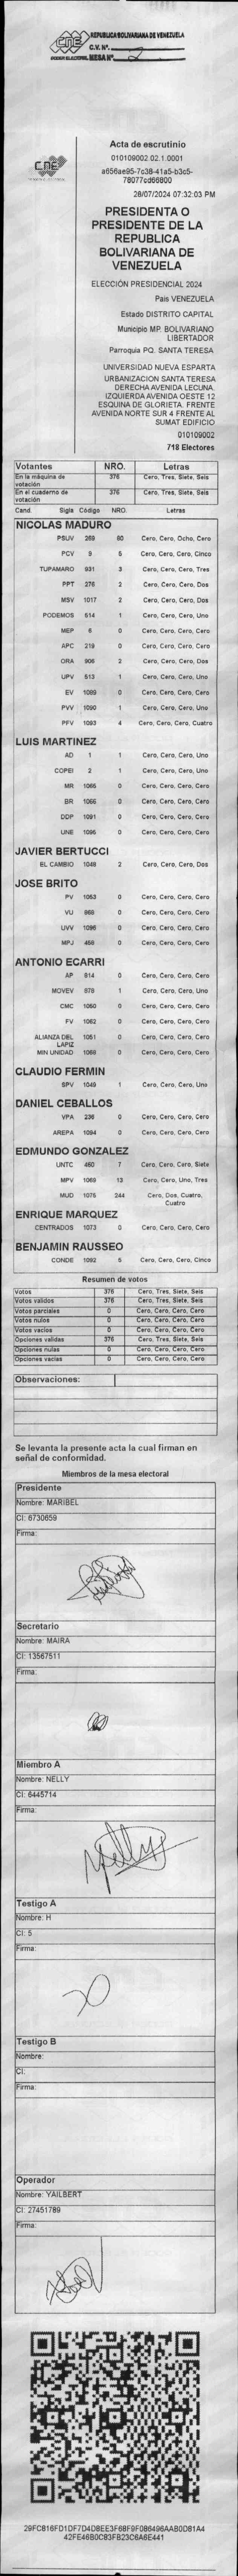 CNE
PODER ELECTORAL
REPUBLICA BOLIVARIANA DE VENEZUELA
C.V. Nº.
MESA Nº. 2
CNE
Acta de escrutinio
010109002.02.1.0001
a656ae95-7c38-41a5-b3c5-
78077cd66800
28/07/2024 07:32:03 PM
PRESIDENTA O
PRESIDENTE DE LA
REPUBLICA
BOLIVARIANA DE
VENEZUELA
ELECCIÓN PRESIDENCIAL 2024
Pais VENEZUELA
Estado DISTRITO CAPITAL
Municipio MP. BOLIVARIANO
LIBERTADOR
Parroquia PQ. SANTA TERESA
UNIVERSIDAD NUEVA ESPARTA
URBANIZACION SANTA TERESA
DERECHA AVENIDA LECUNA.
IZQUIERDA AVENIDA OESTE 12
ESQUINA DE GLORIETA. FRENTE
AVENIDA NORTE SUR 4 FRENTE AL
SUMAT EDIFICIO
010109002
718 Electores
Votantes NRO. Letras
En la máquina de votación 376 Cero, Tres, Siete, Seis
En el cuaderno de votación 376 Cero, Tres, Siete, Seis
Cand. Sigla Código NRO. Letras
NICOLAS MADURO
PSUV 269 80 Cero, Cero, Ocho, Cero
PCV 9 5 Cero, Cero, Cero, Cinco
TUPAMARO 931 3 Cero, Cero, Cero, Tres
PPT 276 2 Cero, Cero, Cero, Dos
MSV 1017 2 Cero, Cero, Cero, Dos
PODEMOS 514 1 Cero, Cero, Cero, Uno
MEP 6 0 Cero, Cero, Cero, Cero
APC 219 0 Cero, Cero, Cero, Cero
ORA 906 2 Cero, Cero, Cero, Dos
UPV 513 1 Cero, Cero, Cero, Uno
EV 1089 0 Cero, Cero, Cero, Cero
PVV 1090 1 Cero, Cero, Cero, Uno
PFV 1093 4 Cero, Cero, Cero, Cuatro
LUIS MARTINEZ
AD 1 1 Cero, Cero, Cero, Uno
COPEI 2 1 Cero, Cero, Cero, Uno
MR 1065 0 Cero, Cero, Cero, Cero
BR 1066 0 Cero, Cero, Cero, Cero
DDP 1091 0 Cero, Cero, Cero, Cero
UNE 1095 0 Cero, Cero, Cero, Cero
JAVIER BERTUCCI
EL CAMBIO 1048 2 Cero, Cero, Cero, Dos
JOSE BRITO
PV 1053 0 Cero, Cero, Cero, Cero
VU 869 0 Cero, Cero, Cero, Cero
UVV 1096 0 Cero, Cero, Cero, Cero
MPJ 456 0 Cero, Cero, Cero, Cero
ANTONIO ECARRI
AP 814 0 Cero, Cero, Cero, Cero
MOVEV 879 1 Cero, Cero, Cero, Uno
CMC 1050 0 Cero, Cero, Cero, Cero
FV 1082 0 Cero, Cero, Cero, Cero
ALIANZA DEL LAPIZ 1051 0 Cero, Cero, Cero, Cero
MIN UNIDAD 1086 0 Cero, Cero, Cero, Cero
CLAUDIO FERMIN
SPV 1049 1 Cero, Cero, Cero, Uno
DANIEL CEBALLOS
VPA 236 0 Cero, Cero, Cero, Cero
AREPA 1094 0 Cero, Cero, Cero, Cero
EDMUNDO GONZALEZ
UNTC 460 7 Cero, Cero, Cero, Siete
MPV 1069 13 Cero, Cero, Uno, Tres
MUD 1075 244 Cero, Dos, Cuatro, Cuatro
ENRIQUE MARQUEZ
CENTRADOS 1073 0 Cero, Cero, Cero, Cero
BENJAMIN RAUSSEO
CONDE 1092 5 Cero, Cero, Cero, Cinco
Resumen de votos
Votos 376 Cero, Tres, Siete, Seis
Votos validos 376 Cero, Tres, Siete, Seis
Votos parciales 0 Cero, Cero, Cero, Cero
Votos nulos 0 Cero, Cero, Cero, Cero
Votos vacios 0 Cero, Cero, Cero, Cero
Opciones validas 376 Cero, Tres, Siete, Seis
Opciones nulas 0 Cero, Cero, Cero, Cero
Opciones vacias 0 Cero, Cero, Cero, Cero
Observaciones:
Se levanta la presente acta la cual firman en
señal de conformidad.
Miembros de la mesa electoral
Presidente
Nombre: MARIBEL
CI: 6730659
Firma:
Secretario
Nombre: MAIRA
CI: 13567511
Firma:
Miembro A
Nombre: NELLY
CI: 6445714
Firma:
Nelly
Testigo A
Nombre: H
CI: 5
Firma:
Testigo B
Nombre:
CI:
Firma:
Operador
Nombre: YAILBERT
CI: 27451789
Firma:
29FC816FD1DF7D4D8EE3F68F9F086496AAB0D81A4
42FE46B0C83FB23C6A6E441